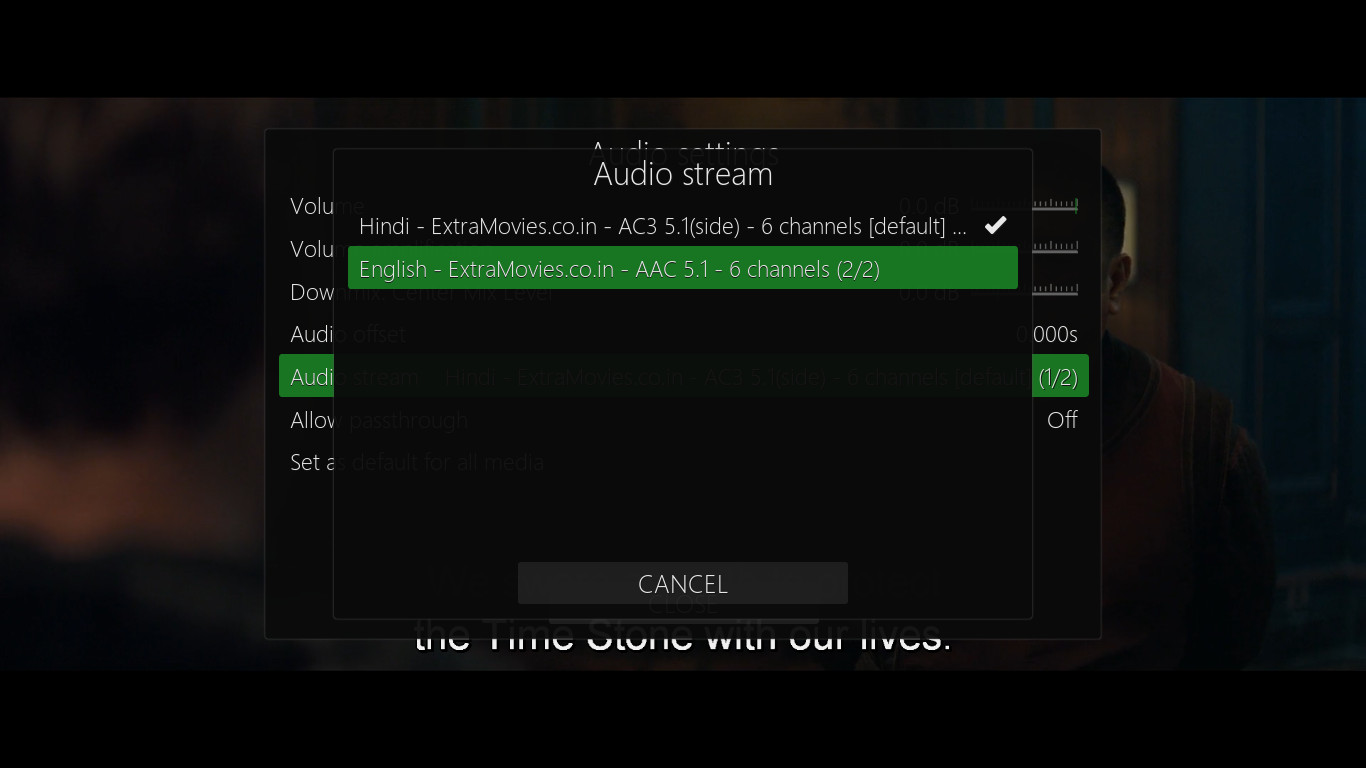 Audio settings
Audio stream
Volume 0.0 dB
Hindi - ExtraMovies.co.in - AC3 5.1(side) - 6 channels [default] ...
English - ExtraMovies.co.in - AAC 5.1 - 6 channels (2/2)
Downmix: Center Mix Level 0.0 dB
Audio offset 0.000s
Audio stream Hindi - ExtraMovies.co.in - AC3 5.1(side) - 6 channels [default] (1/2)
Allow passthrough Off
Set as default for all media
CANCEL
CLOSE
the Time Stone with our lives.